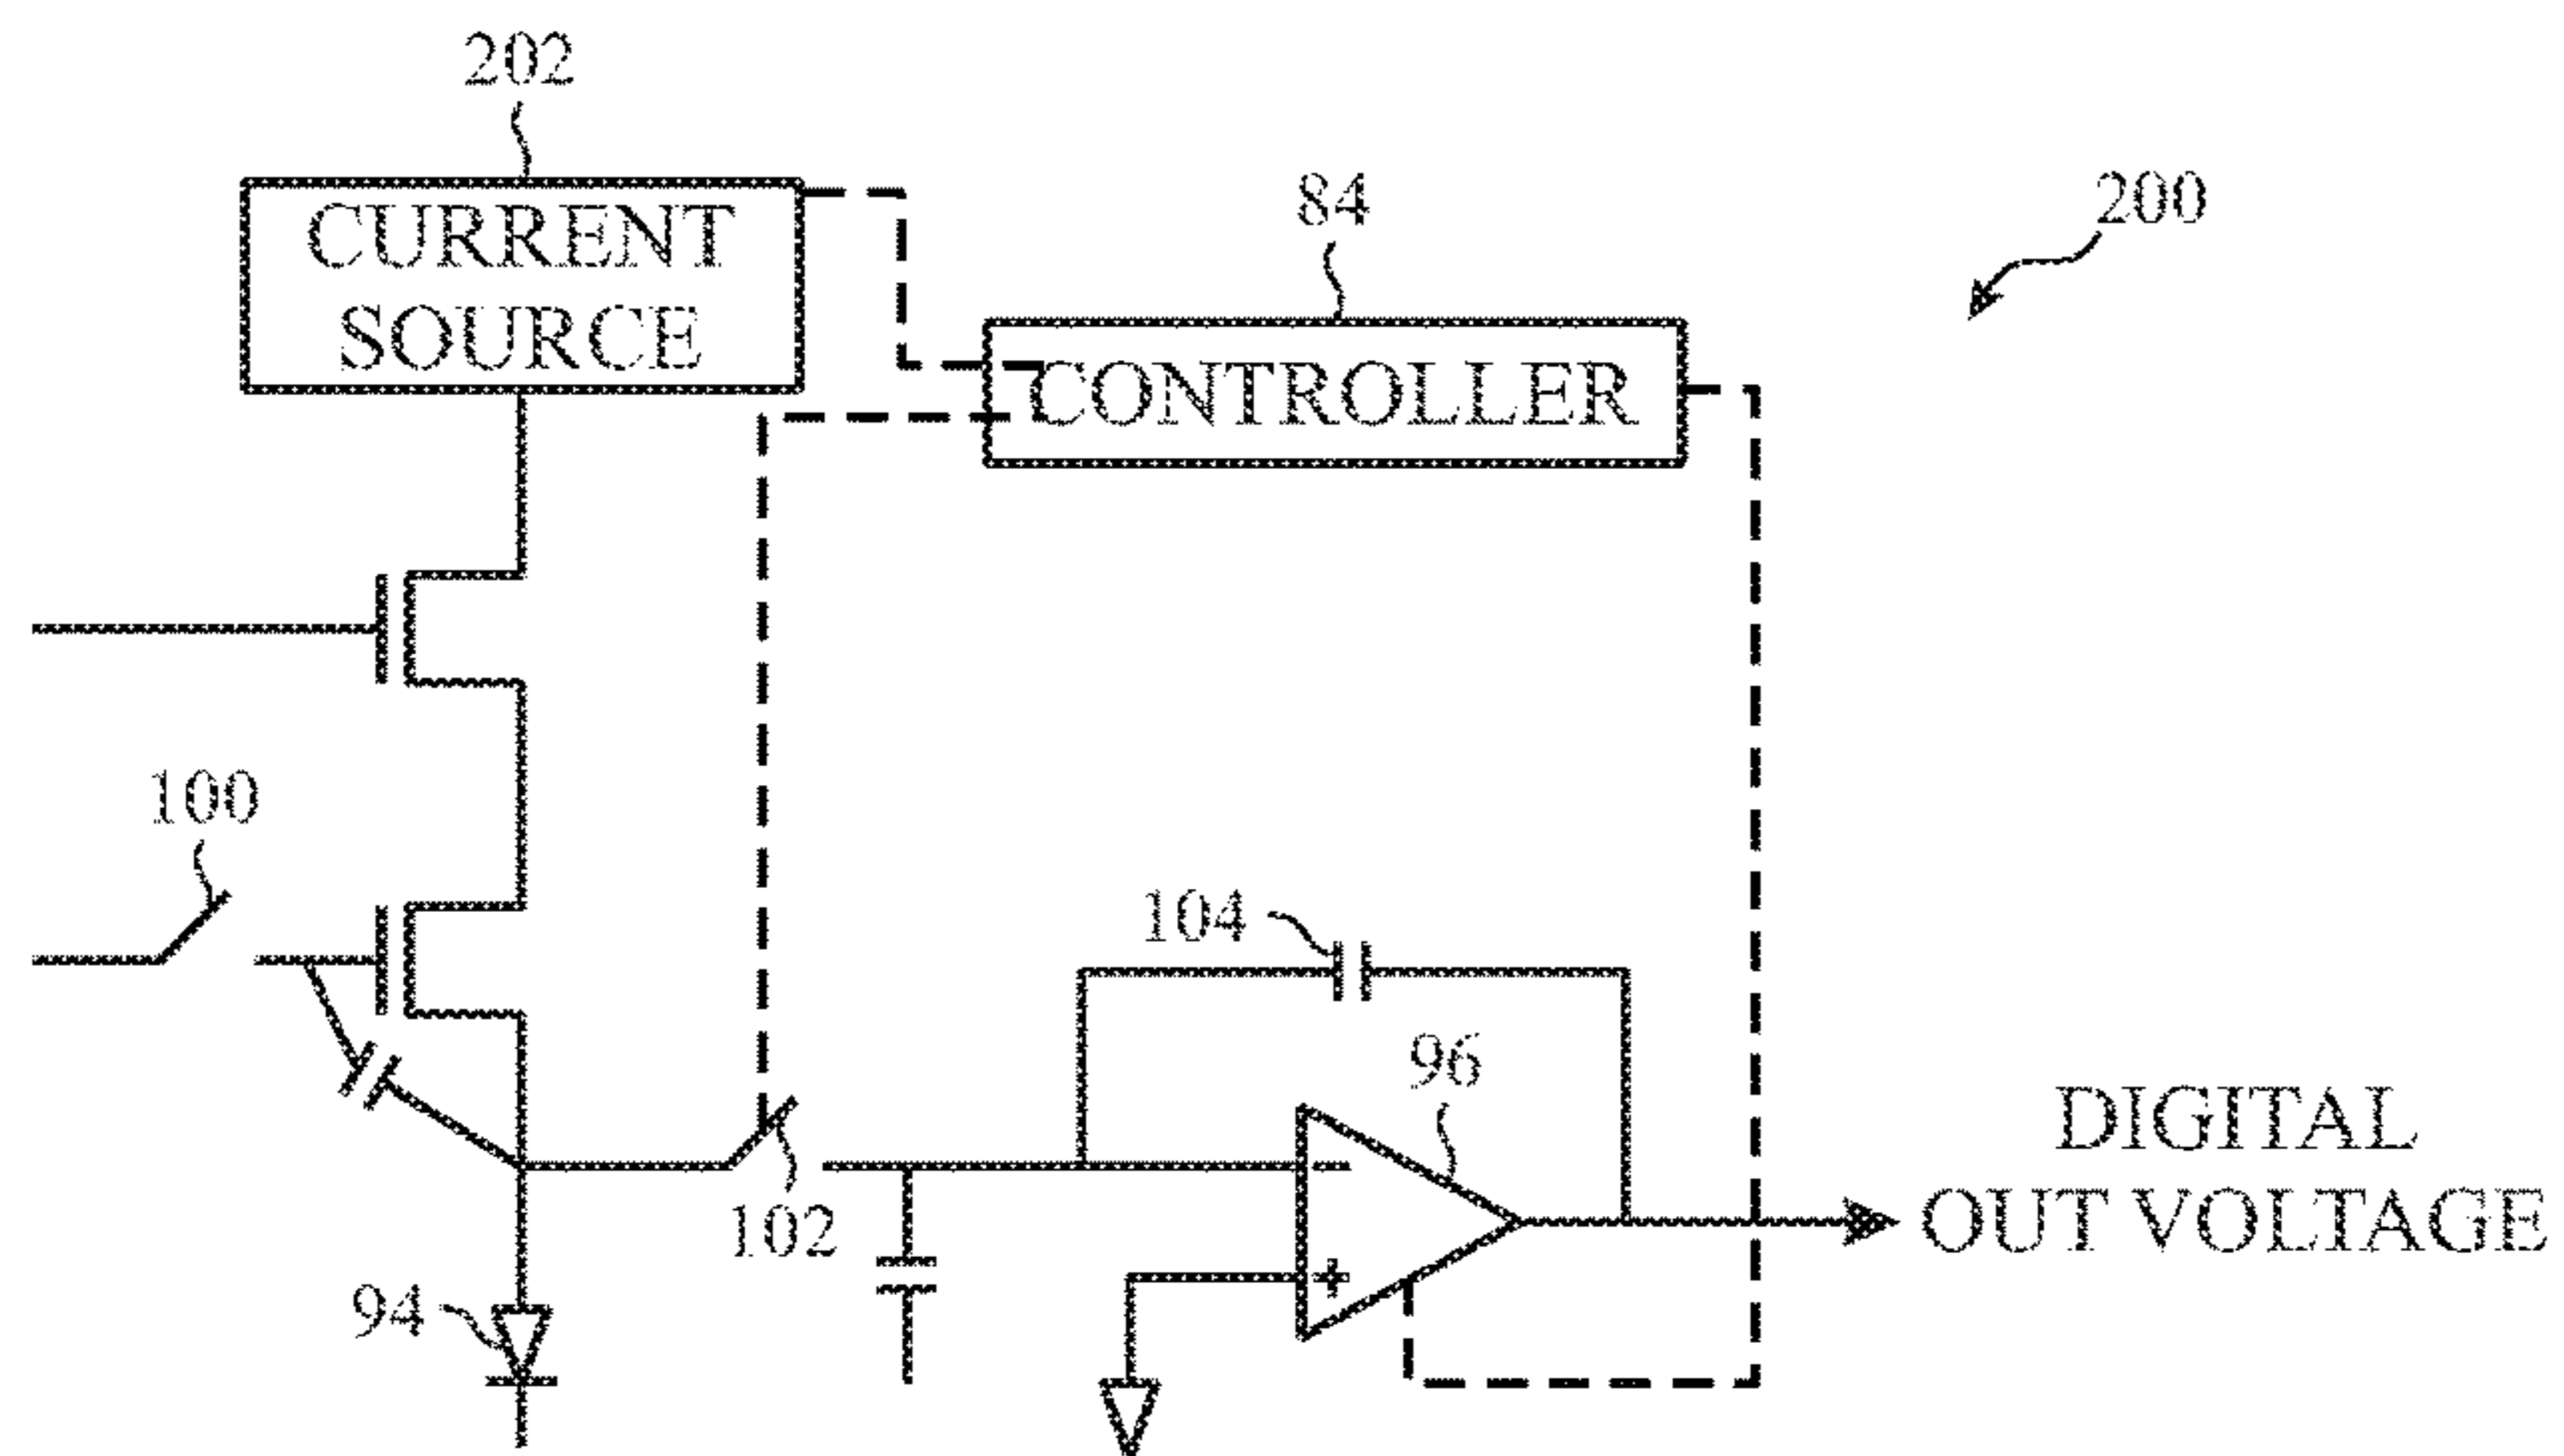 202
CURRENT
SOURCE
84
CONTROLLER
200
100
104
96
102
94
DIGITAL
OUT VOLTAGE